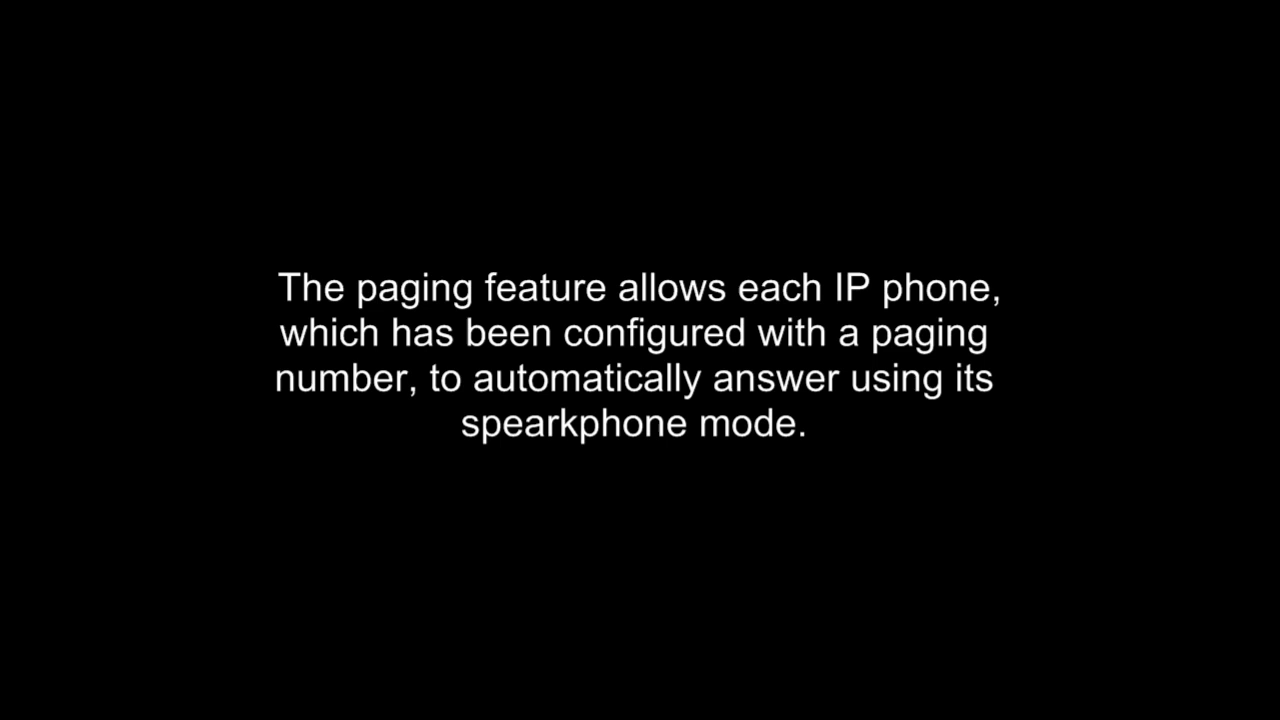 The paging feature allows each IP phone,
which has been configured with a paging
number, to automatically answer using its
spearkphone mode.